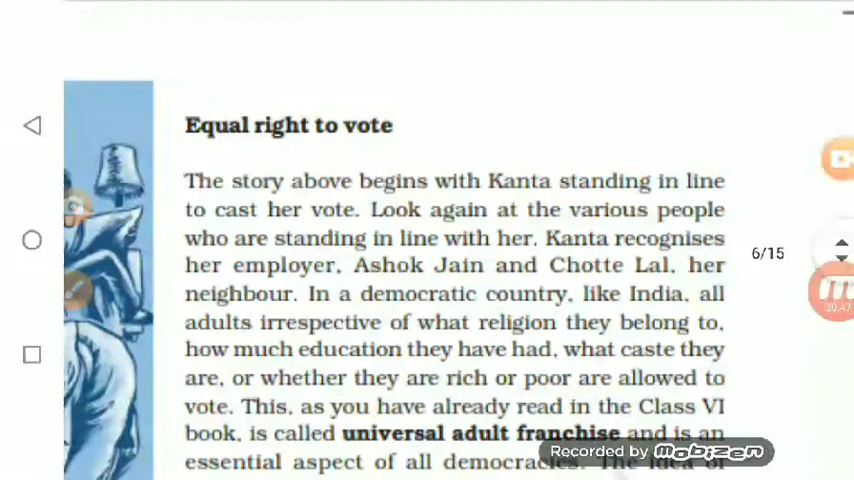 Equal right to vote
The story above begins with Kanta standing in line
to cast her vote. Look again at the various people
who are standing in line with her. Kanta recognises
her employer, Ashok Jain and Chotte Lal, her
neighbour. In a democratic country, like India, all
adults irrespective of what religion they belong to,
how much education they have had, what caste they
are, or whether they are rich or poor are allowed to
vote. This, as you have already read in the Class VI
book, is called universal adult franchise and is an
essential aspect of all democracies. The idea of
6/15
20:47
Recorded by mobizen